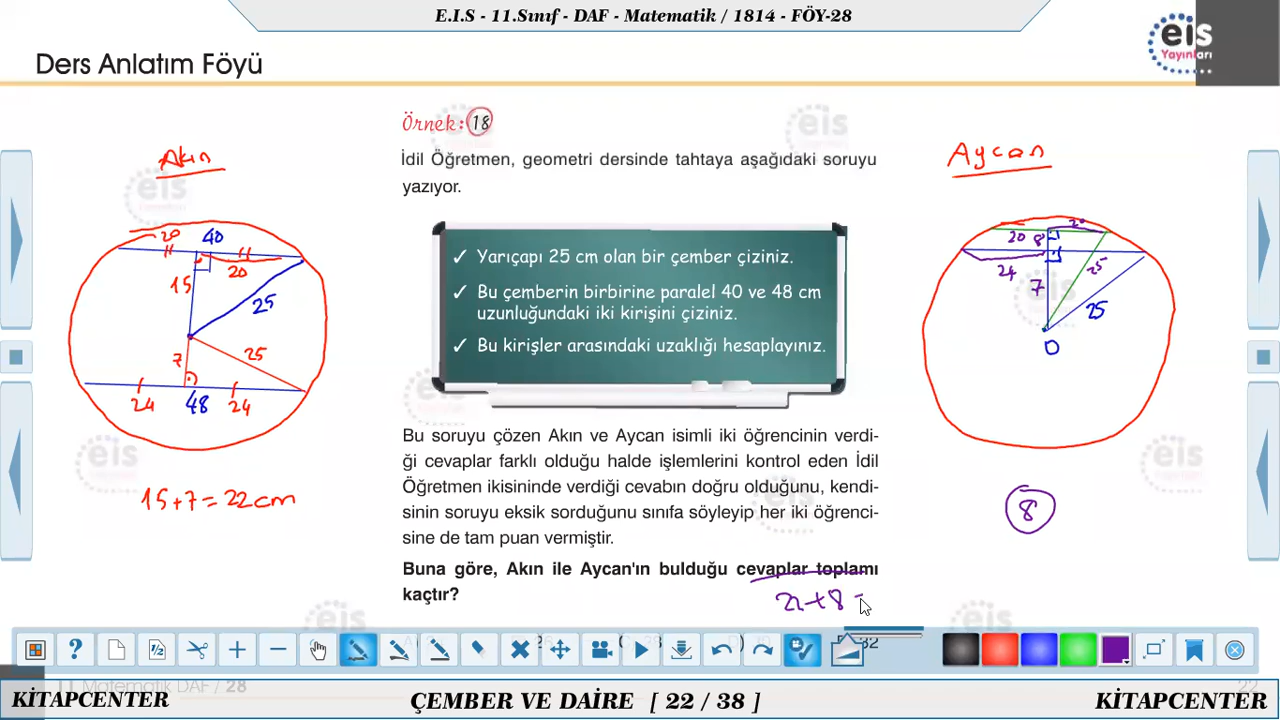 E.I.S - 11.Sınıf - DAF - Matematik / 1814 - FÖY-28
Ders Anlatım Föyü
eis
Yayınları
Örnek: 18
İdil Öğretmen, geometri dersinde tahtaya aşağıdaki soruyu
yazıyor.
✓ Yarıçapı 25 cm olan bir çember çiziniz.
✓ Bu çemberin birbirine paralel 40 ve 48 cm
uzunluğundaki iki kirişini çiziniz.
✓ Bu kirişler arasındaki uzaklığı hesaplayınız.
Bu soruyu çözen Akın ve Aycan isimli iki öğrencinin verdi-
ği cevaplar farklı olduğu halde işlemlerini kontrol eden İdil
Öğretmen ikisininde verdiği cevabın doğru olduğunu, kendi-
sinin soruyu eksik sorduğunu sınıfa söyleyip her iki öğrenci-
sine de tam puan vermiştir.
Buna göre, Akın ile Aycan'ın bulduğu cevaplar toplamı
kaçtır?
22+8 =
Akın
20 40
20
15
25
7
25
24 48 24
15+7=22cm
Aycan
20 8 20
24 7 25
25
O
8
11 Matematik DAF / 28
22
KİTAPCENTER
ÇEMBER VE DAİRE [ 22 / 38 ]
KİTAPCENTER